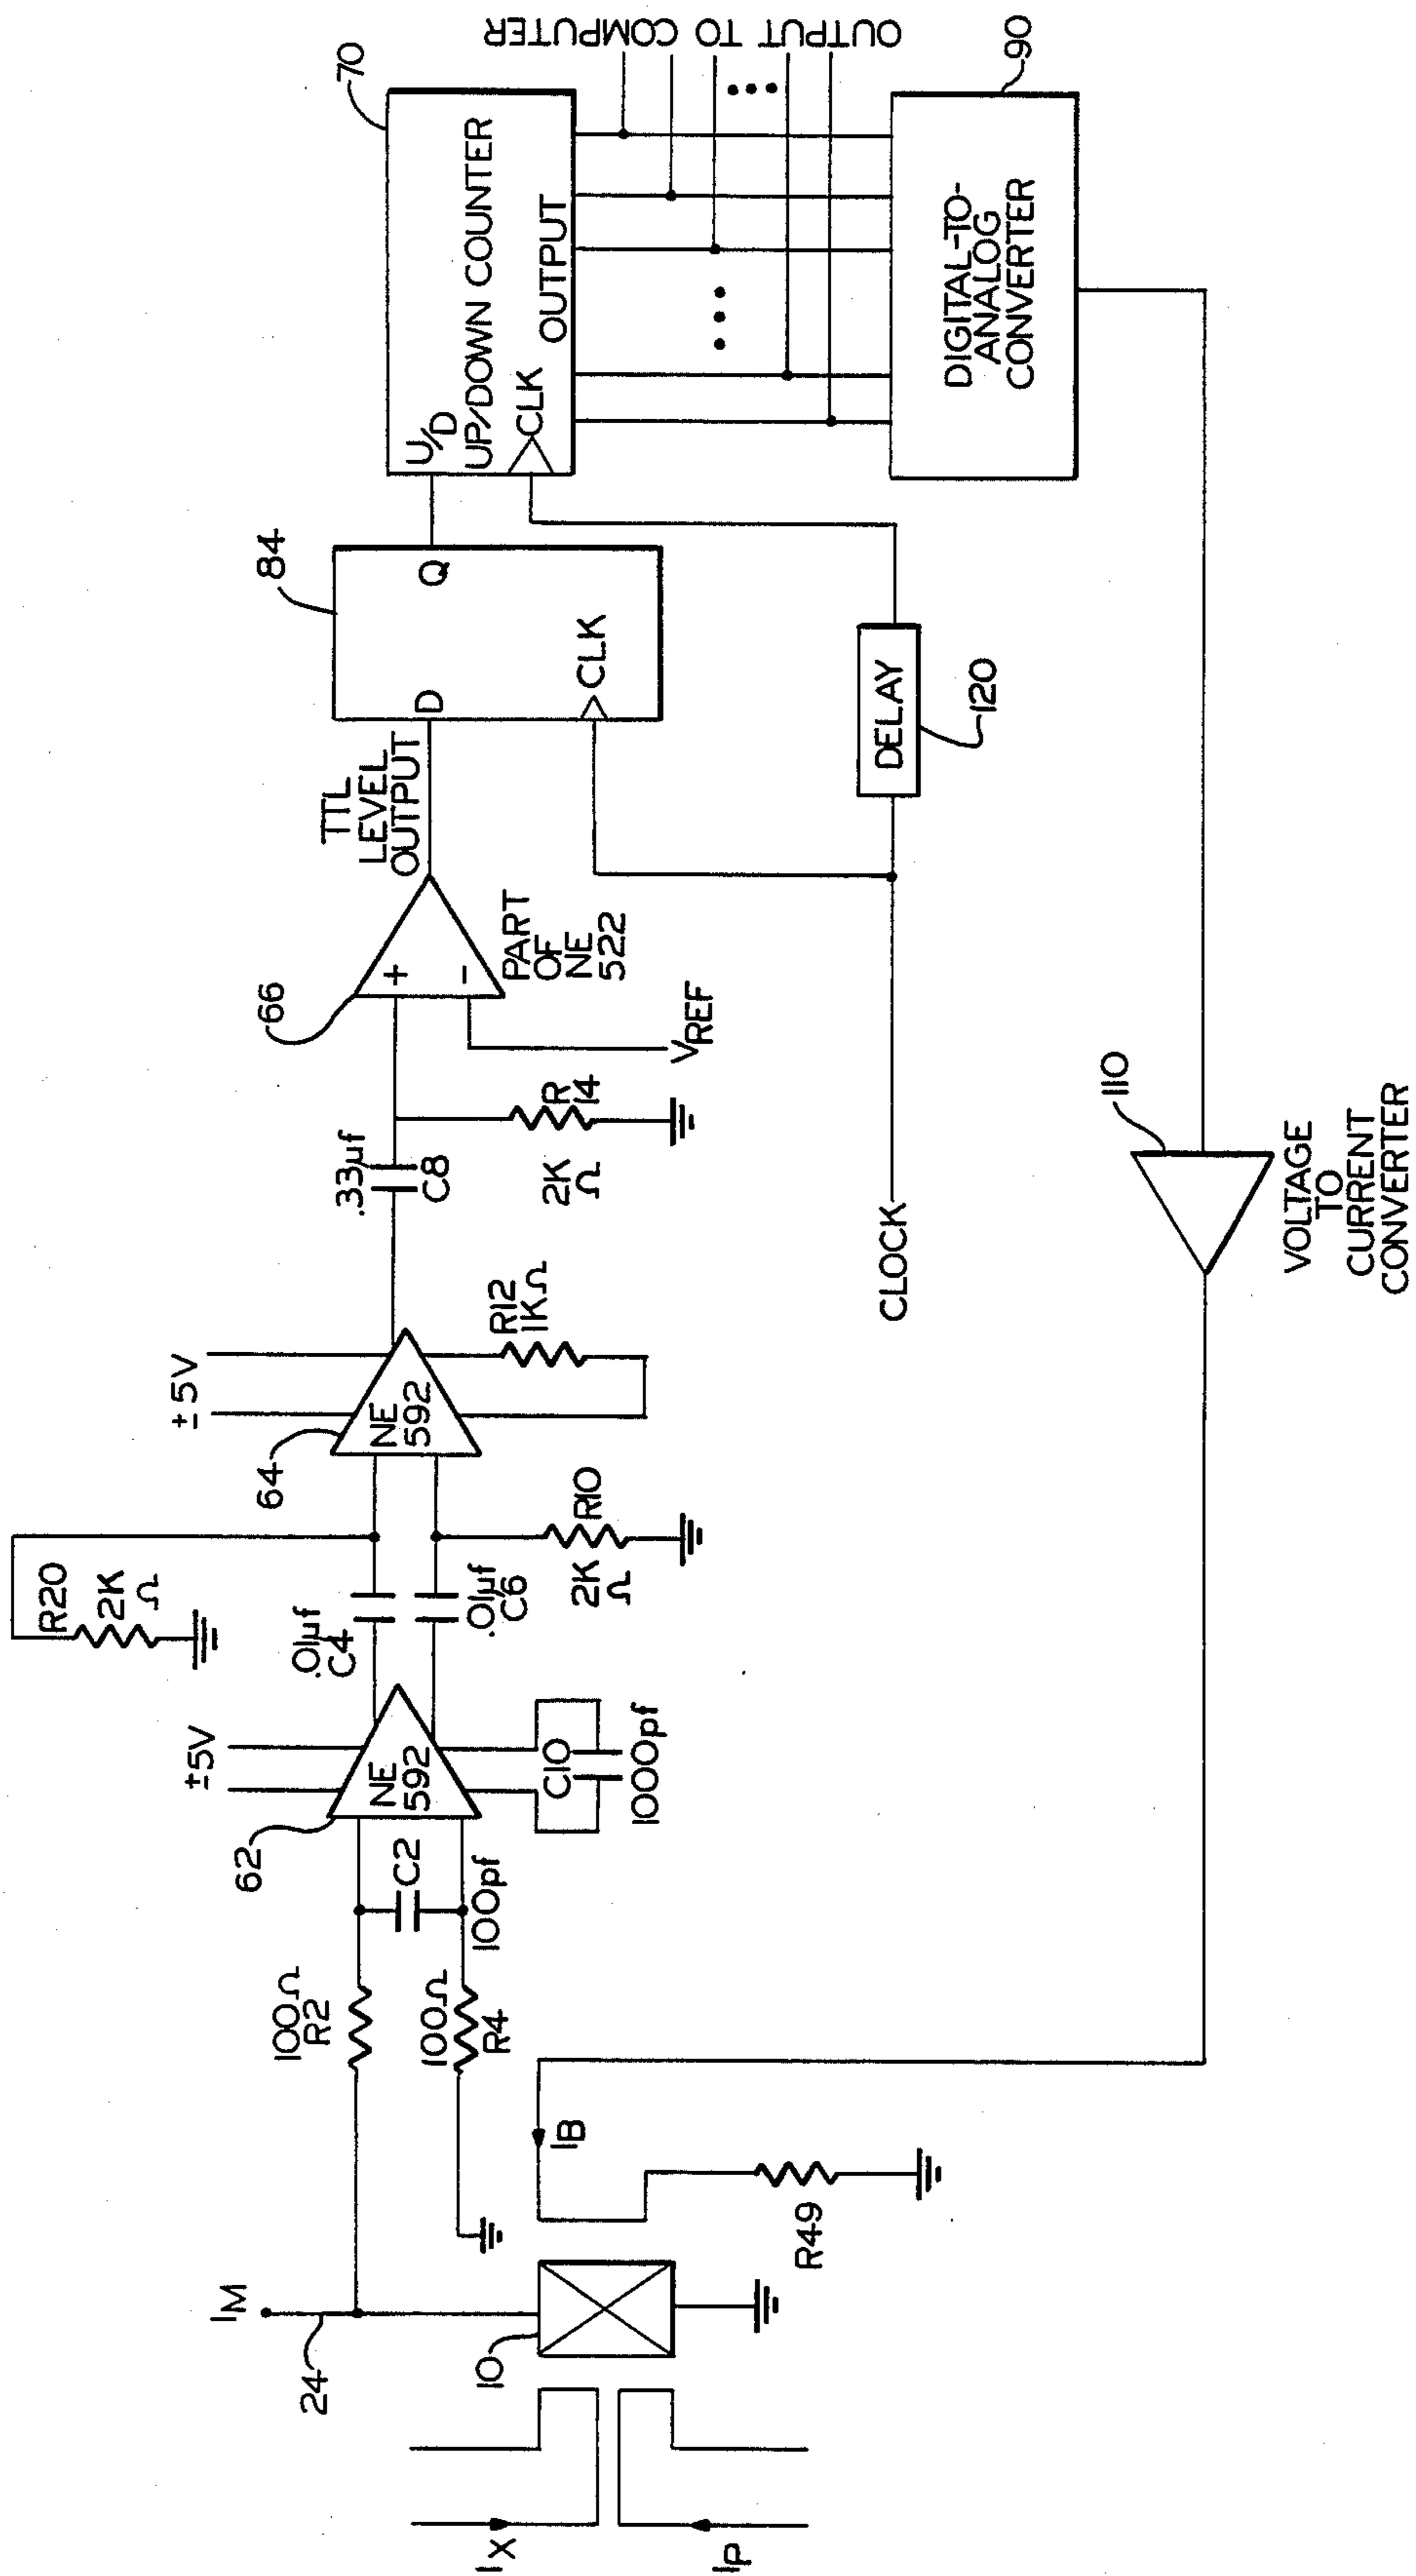 OUTPUT TO COMPUTER
70
U/D
UP/DOWN COUNTER
CLK
OUTPUT
90
DIGITAL-TO-
ANALOG
CONVERTER
84
D
Q
CLK
DELAY
120
TTL
LEVEL
OUTPUT
66
+
-
PART
OF
NE
522
VREF
CLOCK
.33µf
C8
R
14
2K
Ω
110
VOLTAGE
TO
CURRENT
CONVERTER
±5V
64
NE
592
R12
1KΩ
R20
2K
Ω
.01µf
C4
.01µf
C6
R10
2K
Ω
±5V
62
NE
592
C10
1000pf
C2
100pf
100Ω
R2
100Ω
R4
IM
24
10
IB
R49
IX
IP